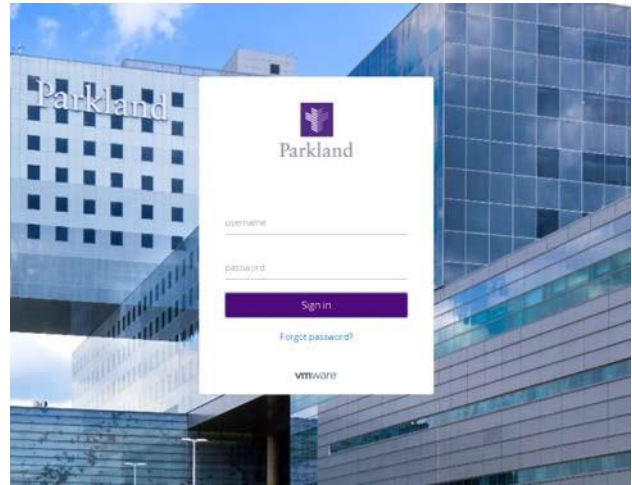 Parkland
Parkland
username
password
Sign in
Forgot password?
vmware